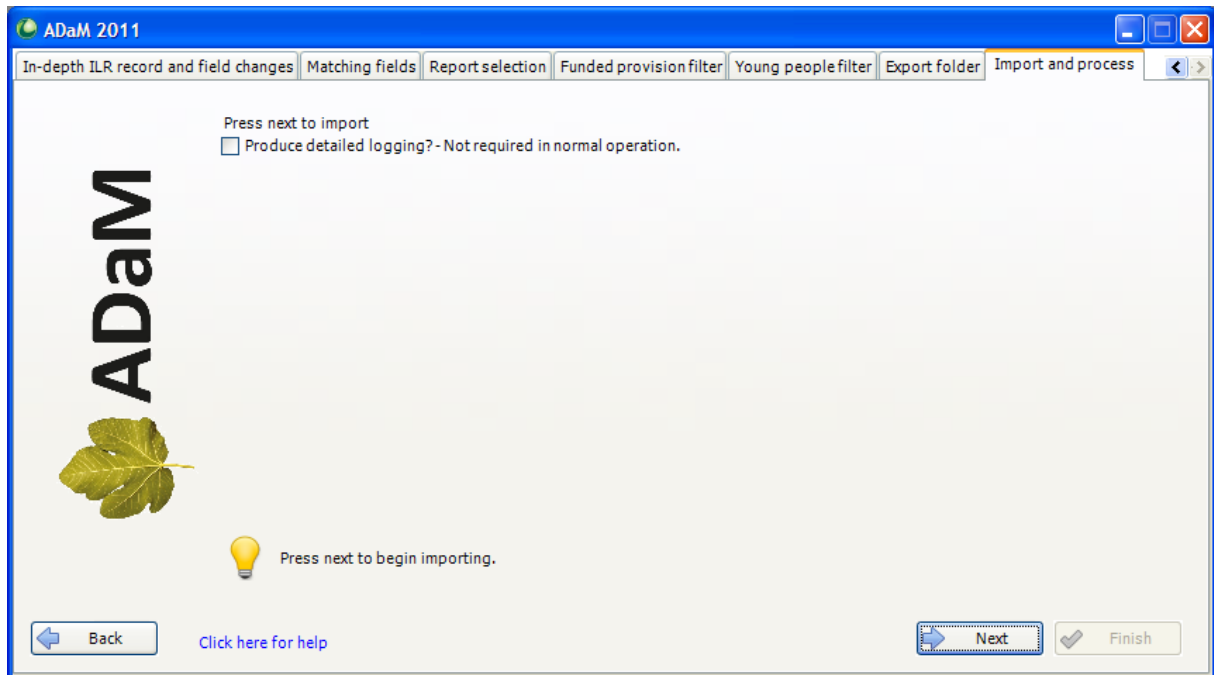 ADaM 2011
In-depth ILR record and field changes Matching fields Report selection Funded provision filter Young people filter Export folder Import and process
Press next to import
Produce detailed logging? - Not required in normal operation.
ADaM
Press next to begin importing.
Back Click here for help Next Finish